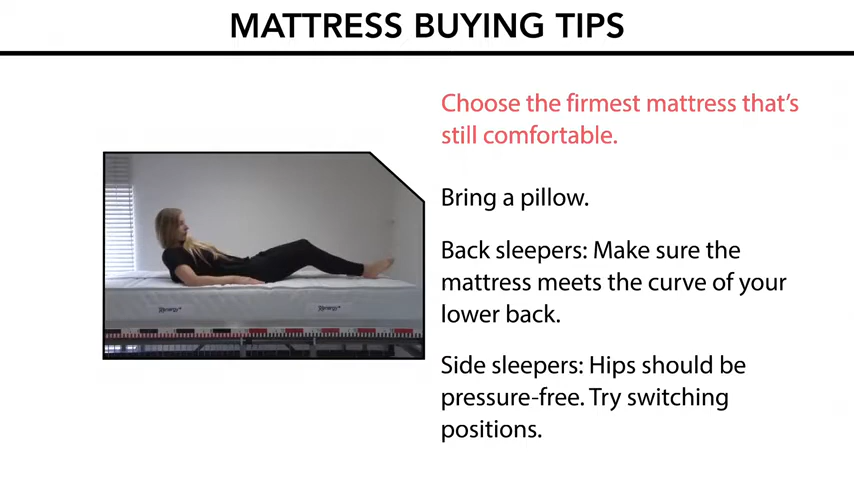 MATTRESS BUYING TIPS
Choose the firmest mattress that's
still comfortable.
Bring a pillow.
Back sleepers: Make sure the
mattress meets the curve of your
lower back.
Side sleepers: Hips should be
pressure-free. Try switching
positions.